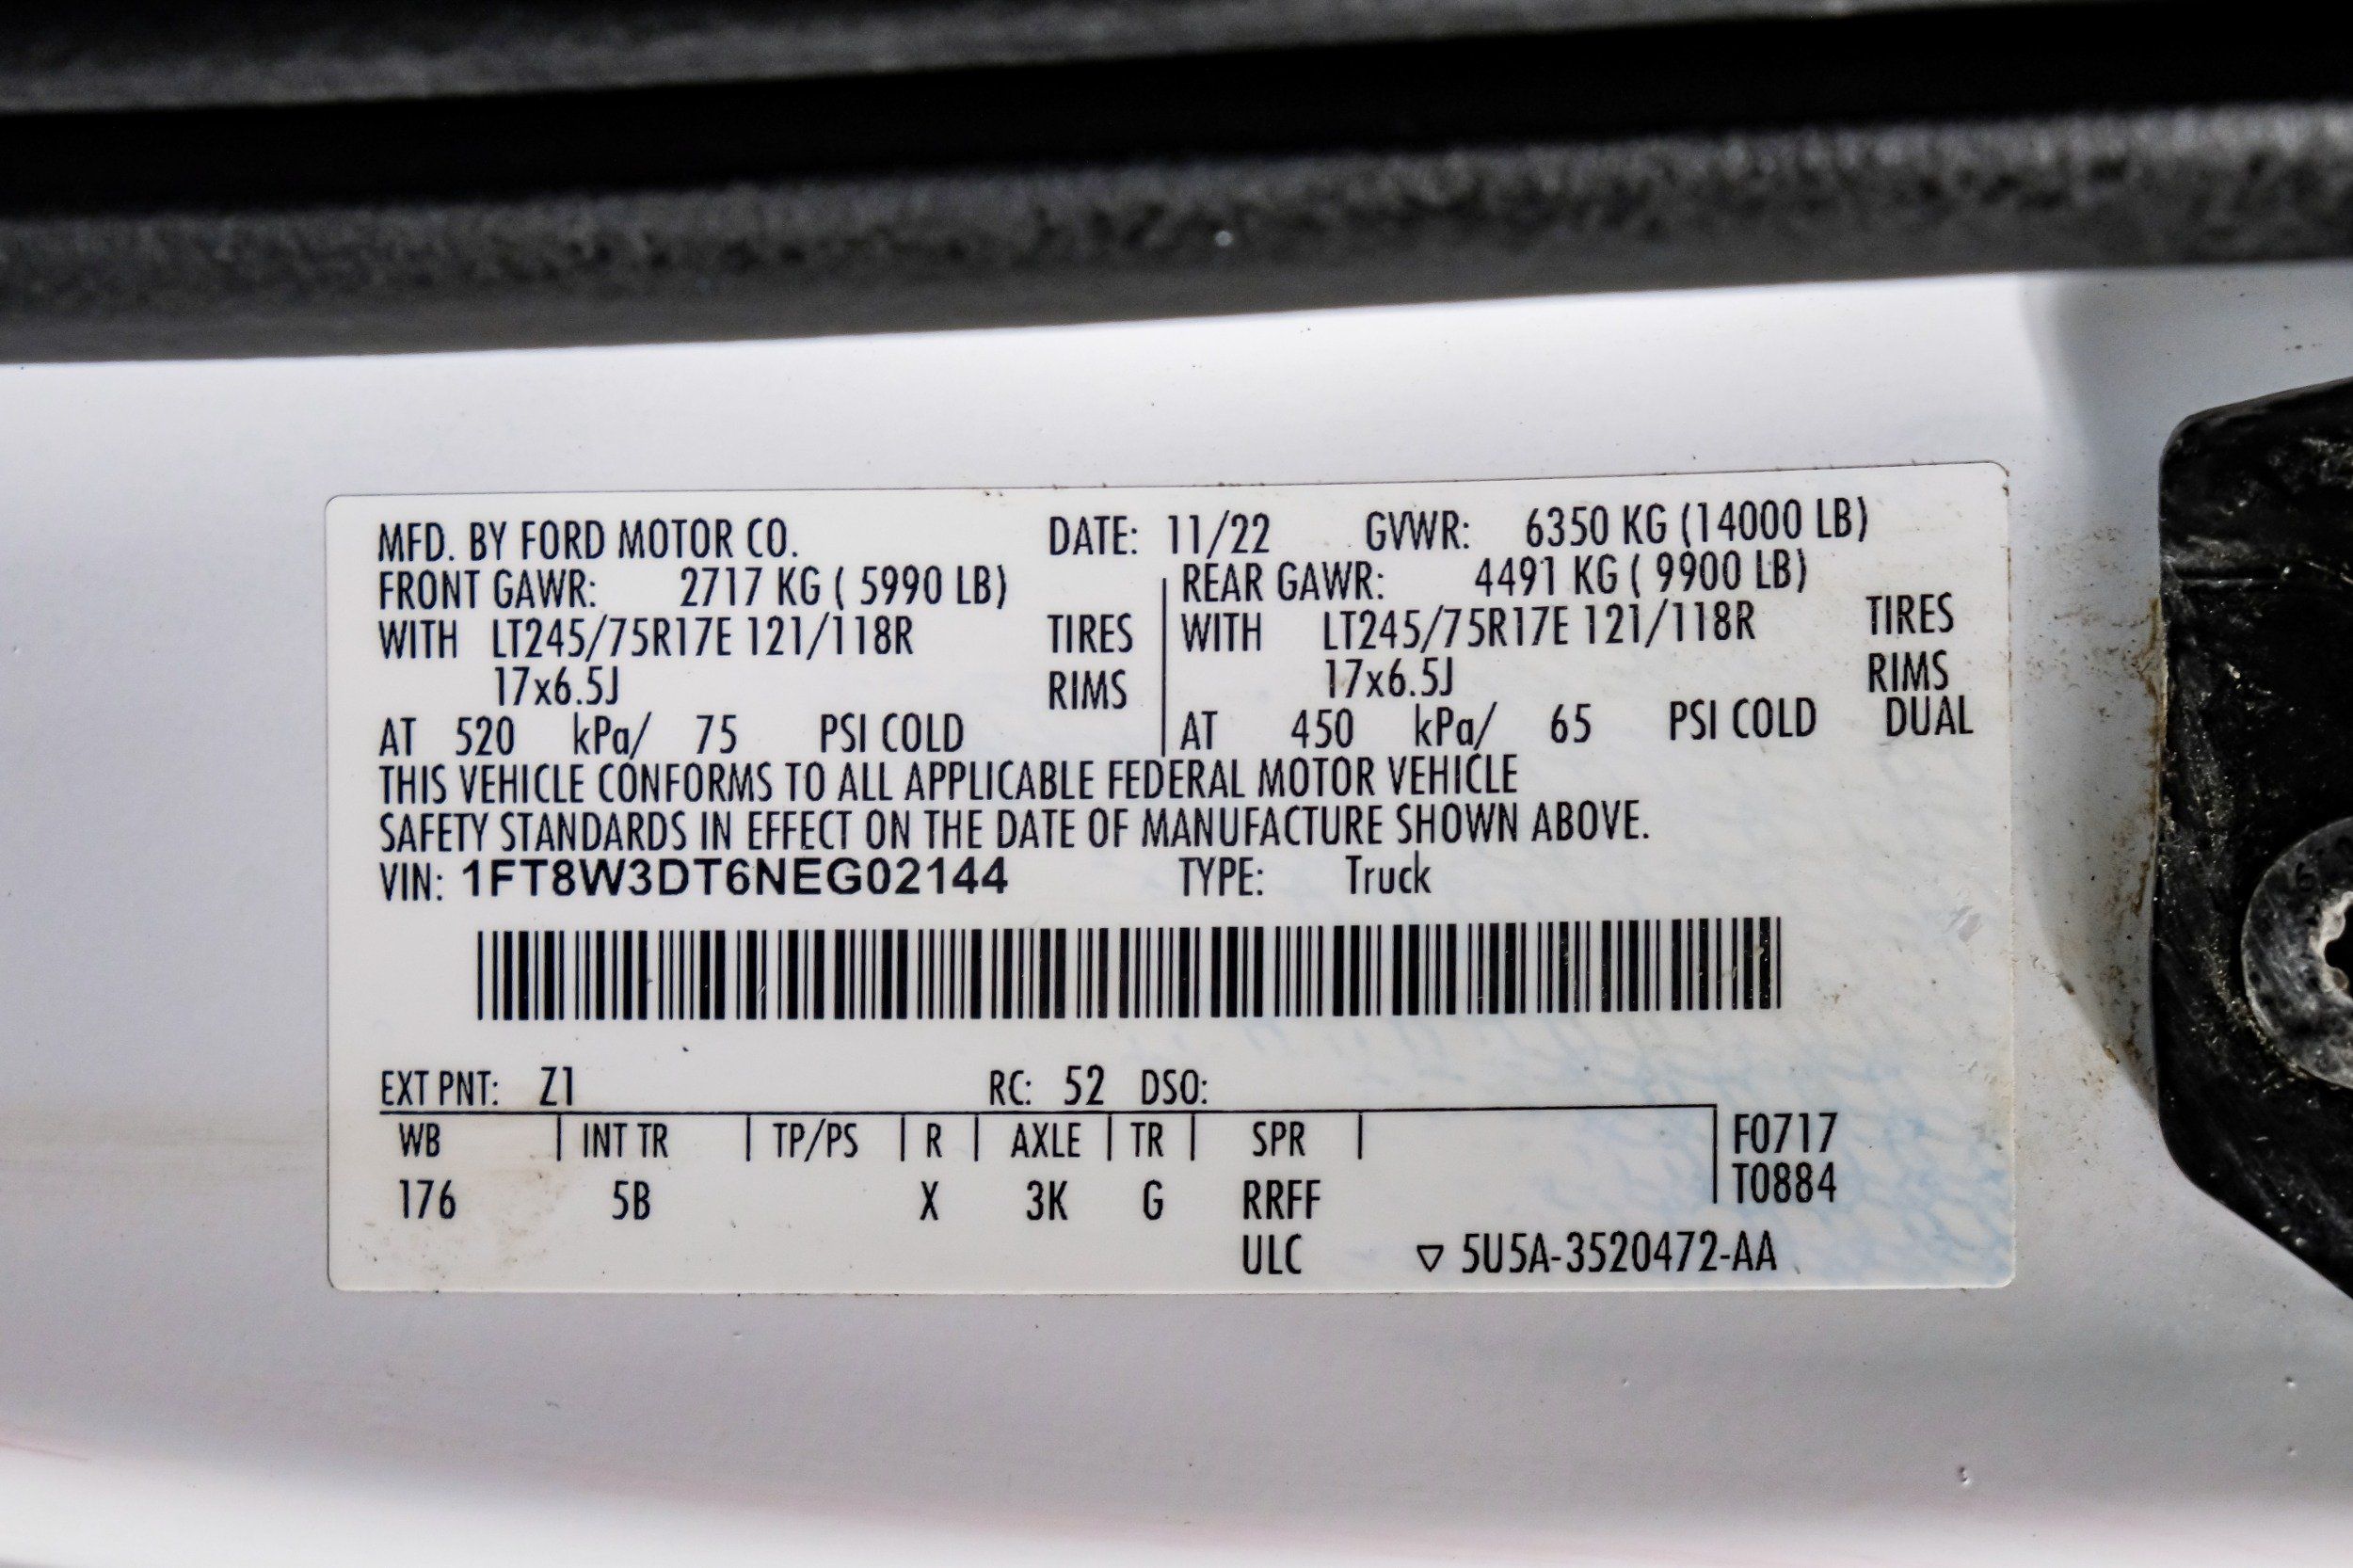 MFD. BY FORD MOTOR CO. DATE: 11/22 GVWR: 6350 KG (14000 LB)
FRONT GAWR: 2717 KG ( 5990 LB) REAR GAWR: 4491 KG ( 9900 LB)
WITH LT245/75R17E 121/118R TIRES WITH LT245/75R17E 121/118R TIRES
17x6.5J RIMS 17x6.5J RIMS
AT 520 kPa/ 75 PSI COLD AT 450 kPa/ 65 PSI COLD DUAL
THIS VEHICLE CONFORMS TO ALL APPLICABLE FEDERAL MOTOR VEHICLE
SAFETY STANDARDS IN EFFECT ON THE DATE OF MANUFACTURE SHOWN ABOVE.
VIN: 1FT8W3DT6NEG02144 TYPE: Truck
EXT PNT: Z1 RC: 52 DSO:
WB INT TR TP/PS R AXLE TR SPR F0717
176 5B X 3K G RRFF T0884
ULC ▽ 5U5A-3520472-AA